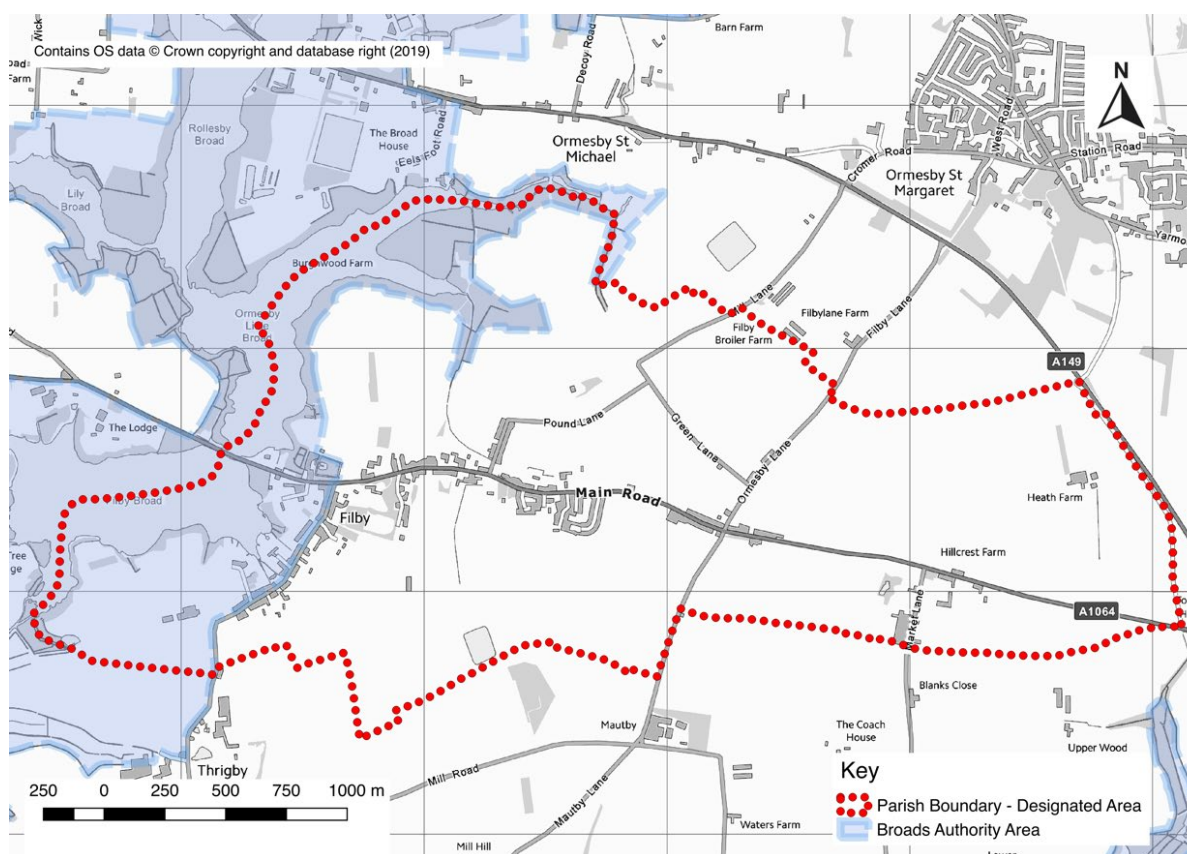 Barn Farm
Contains OS data © Crown copyright and database right (2019)
Farm
Decoy Road
N
Rollesby
Broad
The Broad
House
Eels Foot Road
Ormesby St
Michael
West Road
Cromer Road
Station Road
Ormesby St
Margaret
Lily
Broad
Burghwood Farm
Ormesby
Little
Broad
Mill Lane
Filby
Broiler Farm
Filbylane Farm
Filby Lane
A149
The Lodge
Pound Lane
Green Lane
Ormesby Lane
Main Road
Heath Farm
Filby Broad
Filby
Hillcrest Farm
A1064
Market Lane
Blanks Close
Mautby
The Coach
House
Upper Wood
Thrigby
Mill Road
Mautby Lane
Waters Farm
Mill Hill
250 0 250 500 750 1000 m
Key
Parish Boundary - Designated Area
Broads Authority Area